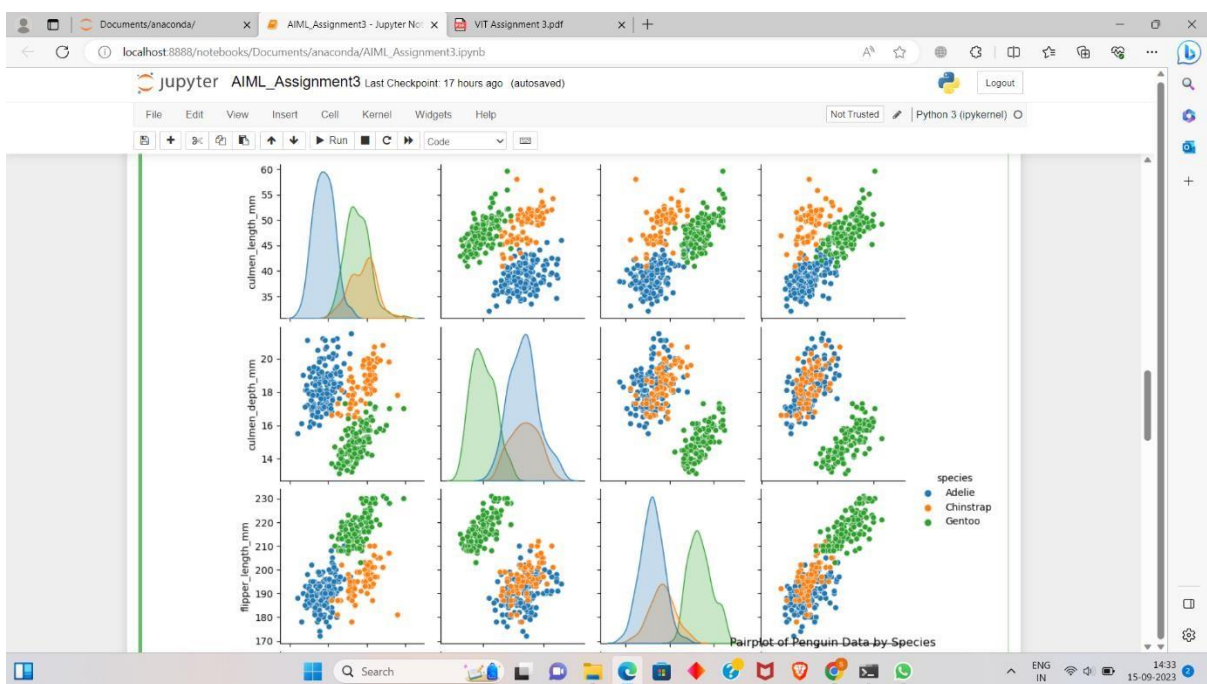 Documents/anaconda/
AIML_Assignment3 - Jupyter Not
VIT Assignment 3.pdf
localhost:8888/notebooks/Documents/anaconda/AIML_Assignment3.ipynb
jupyter AIML_Assignment3 Last Checkpoint: 17 hours ago (autosaved)
Logout
File Edit View Insert Cell Kernel Widgets Help
Not Trusted
Python 3 (ipykernel)
Run
Code
culmen_length_mm
60
55
50
45
40
35
culmen_depth_mm
20
18
16
14
species
Adelie
Chinstrap
Gentoo
flipper_length_mm
230
220
210
200
190
180
170
Pairplot of Penguin Data by Species
Search
ENG
IN
14:33
15-09-2023
2